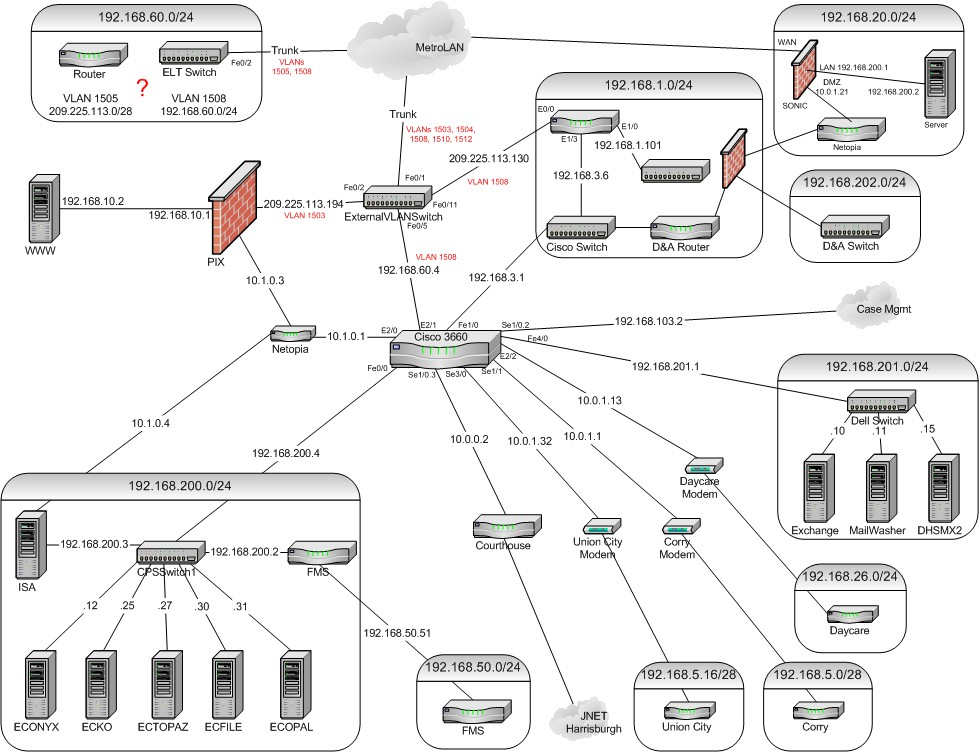 192.168.60.0/24
Router
ELT Switch
Fe0/2
?
VLAN 1505
209.225.113.0/28
VLAN 1508
192.168.60.0/24
Trunk
VLANs
1505, 1508
MetroLAN
Trunk
VLANs 1503, 1504,
1508, 1510, 1512
192.168.20.0/24
WAN
LAN 192.168.200.1
192.168.200.2
DMZ
10.0.1.21
SONIC
Server
Netopia
192.168.1.0/24
E0/0
E1/0
E1/3
192.168.1.101
192.168.3.6
Cisco Switch
D&A Router
192.168.202.0/24
D&A Switch
209.225.113.130
VLAN 1508
Fe0/1
Fe0/2
Fe0/11
Fe0/5
ExternalVLANSwitch
209.225.113.194
VLAN 1503
WWW
192.168.10.2
192.168.10.1
PIX
10.1.0.3
VLAN 1508
192.168.60.4
192.168.3.1
Netopia
10.1.0.1
E2/0
E2/1
Fe1/0
Se1/0.2
Cisco 3660
Fe4/0
E2/2
Fe0/0
Se1/0.3
Se3/0
Se1/1
192.168.103.2
Case Mgmt
192.168.201.1
192.168.201.0/24
Dell Switch
.10
.11
.15
Exchange
MailWasher
DHSMX2
10.1.0.4
192.168.200.4
10.0.0.2
10.0.1.32
10.0.1.1
10.0.1.13
Daycare
Modem
Courthouse
Union City
Modem
Corry
Modem
192.168.200.0/24
192.168.200.3
192.168.200.2
ISA
CPSSwitch1
FMS
.12
.25
.27
.30
.31
ECONYX
ECKO
ECTOPAZ
ECFILE
ECOPAL
192.168.50.51
192.168.50.0/24
FMS
JNET
Harrisburgh
192.168.5.16/28
Union City
192.168.5.0/28
Corry
192.168.26.0/24
Daycare